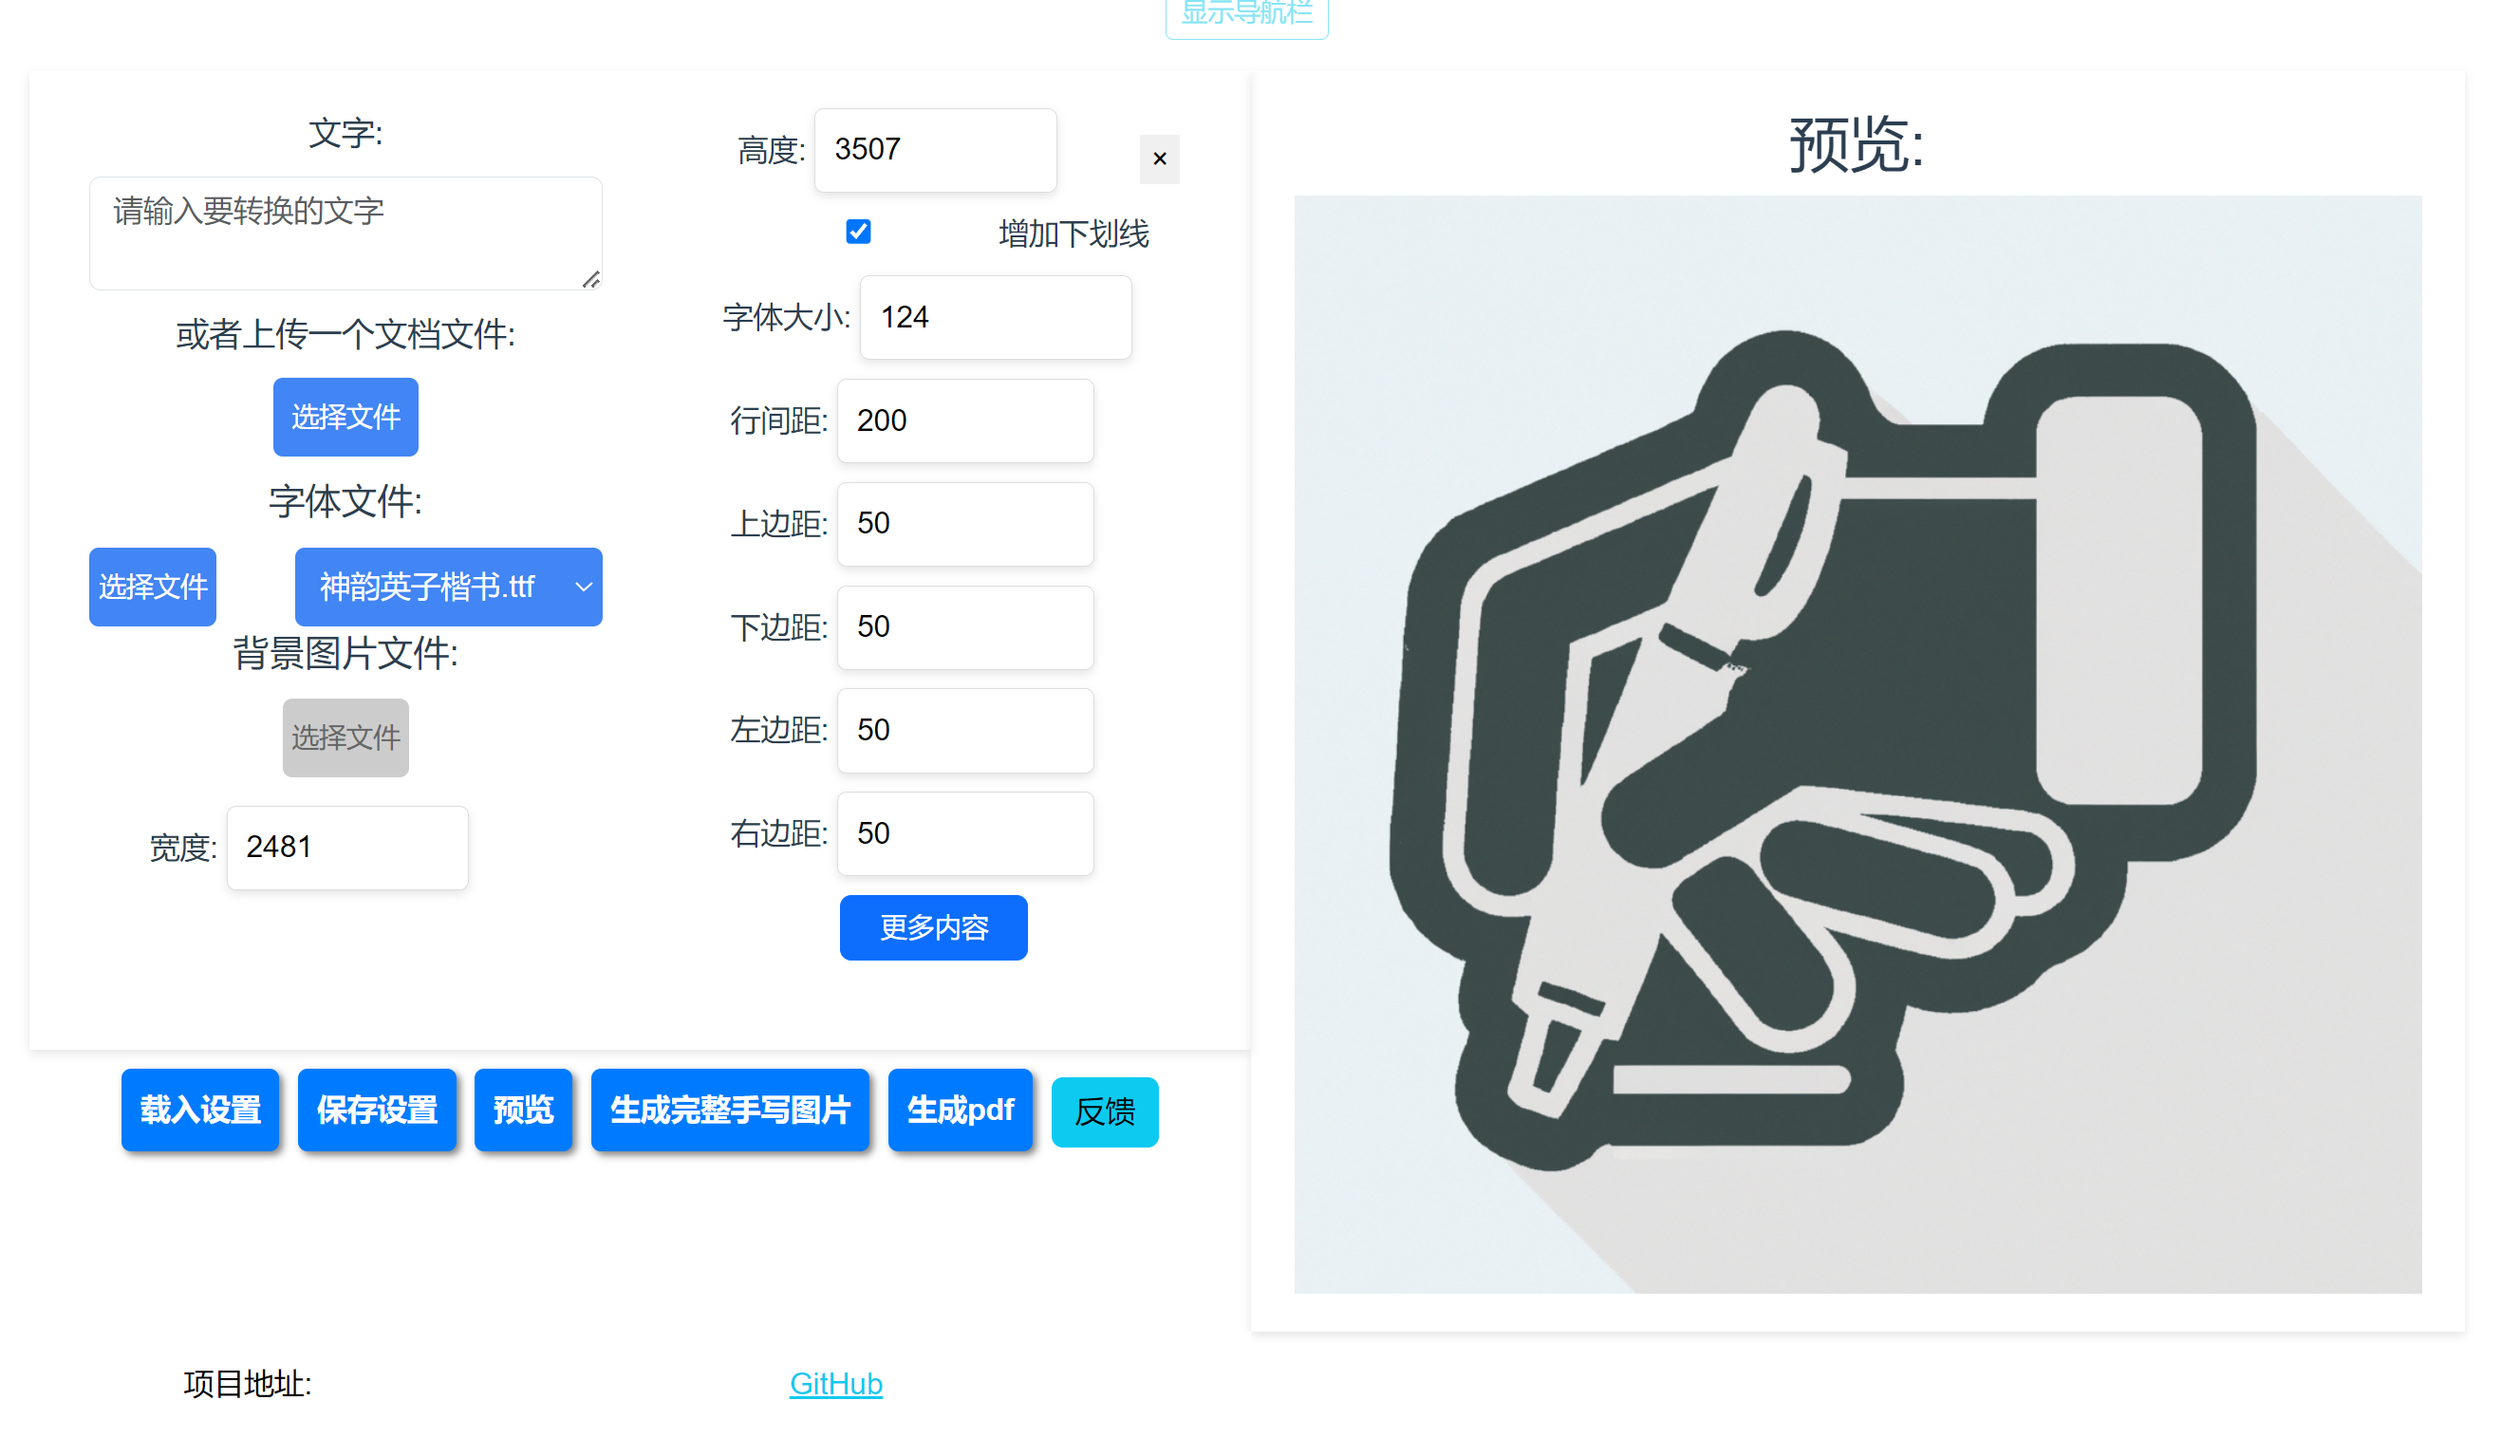 显示导航栏
文字:
请输入要转换的文字
或者上传一个文档文件:
选择文件
字体文件:
选择文件
神韵英子楷书.ttf
背景图片文件:
选择文件
宽度: 2481
高度: 3507
×
增加下划线
字体大小: 124
行间距: 200
上边距: 50
下边距: 50
左边距: 50
右边距: 50
更多内容
载入设置
保存设置
预览
生成完整手写图片
生成pdf
反馈
预览:
项目地址:
GitHub